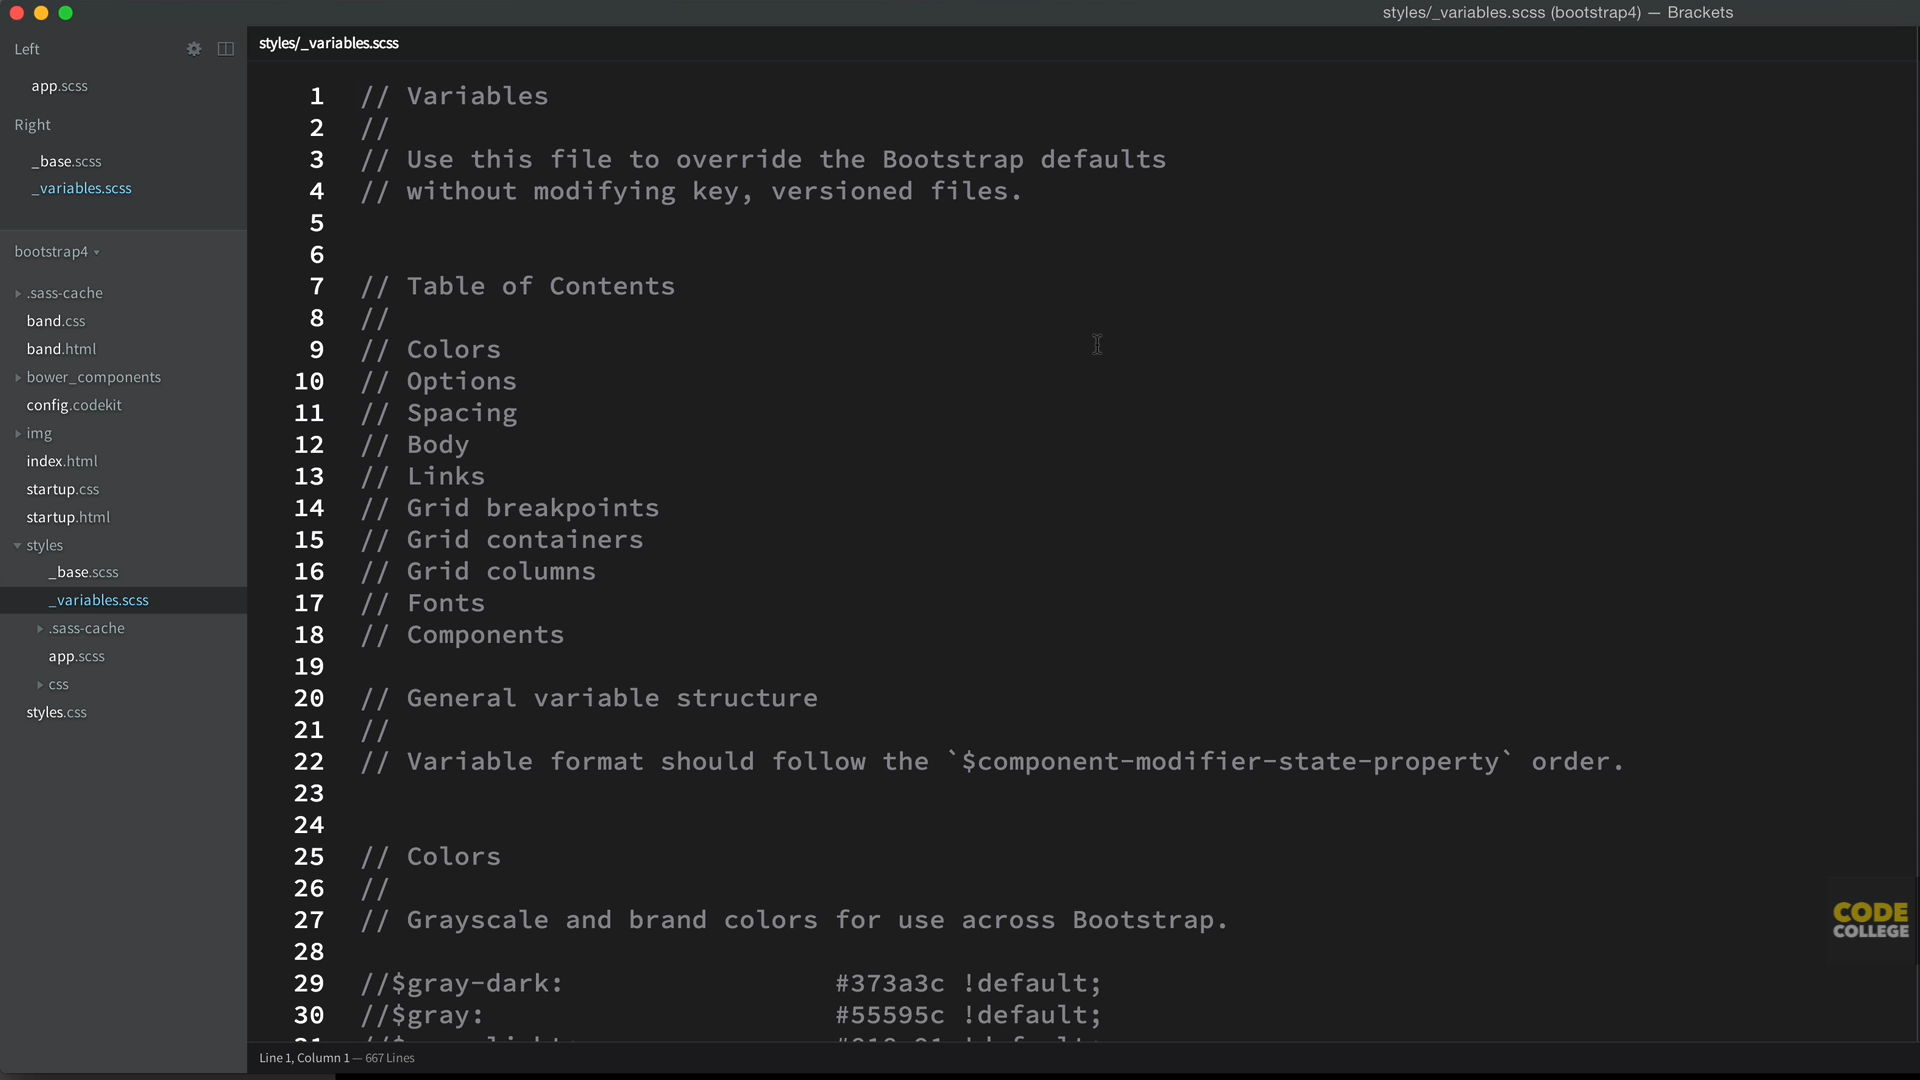 styles/_variables.scss (bootstrap4) — Brackets
Left
app.scss
Right
_base.scss
_variables.scss
bootstrap4
.sass-cache
band.css
band.html
bower_components
config.codekit
img
index.html
startup.css
startup.html
styles
_base.scss
_variables.scss
.sass-cache
app.scss
css
styles.css
styles/_variables.scss
1 // Variables
2 //
3 // Use this file to override the Bootstrap defaults
4 // without modifying key, versioned files.
5
6
7 // Table of Contents
8 //
9 // Colors
10 // Options
11 // Spacing
12 // Body
13 // Links
14 // Grid breakpoints
15 // Grid containers
16 // Grid columns
17 // Fonts
18 // Components
19
20 // General variable structure
21 //
22 // Variable format should follow the `$component-modifier-state-property` order.
23
24
25 // Colors
26 //
27 // Grayscale and brand colors for use across Bootstrap.
28
29 //$gray-dark: #373a3c !default;
30 //$gray: #55595c !default;
Line 1, Column 1 — 667 Lines
CODE
COLLEGE